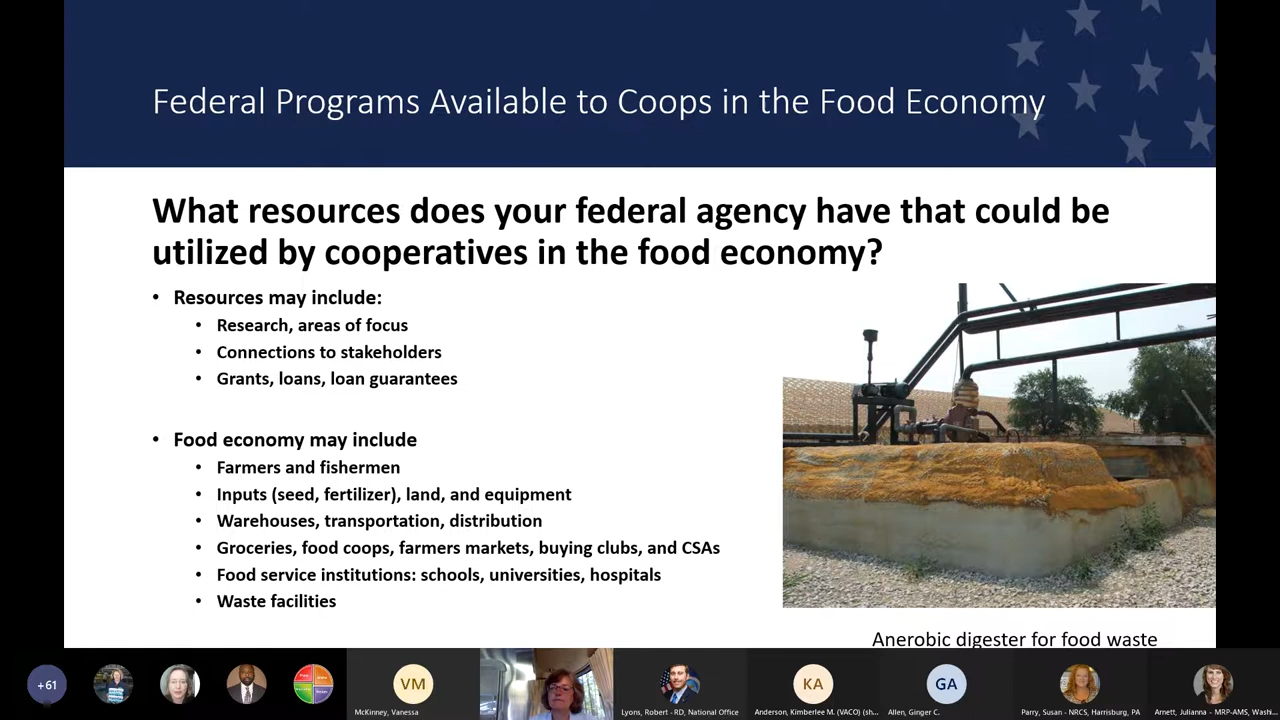 Federal Programs Available to Coops in the Food Economy
What resources does your federal agency have that could be
utilized by cooperatives in the food economy?
• Resources may include:
• Research, areas of focus
• Connections to stakeholders
• Grants, loans, loan guarantees
• Food economy may include
• Farmers and fishermen
• Inputs (seed, fertilizer), land, and equipment
• Warehouses, transportation, distribution
• Groceries, food coops, farmers markets, buying clubs, and CSAs
• Food service institutions: schools, universities, hospitals
• Waste facilities
Anerobic digester for food waste
+61
VM
KA
GA
McKinney, Vanessa
Lyons, Robert - RD, National Office
Anderson, Kimberlee M. (VACO) (sh...
Allen, Ginger C.
Parry, Susan - NRCS, Harrisburg, PA
Arnett, Julianna - MRP-AMS, Washi...